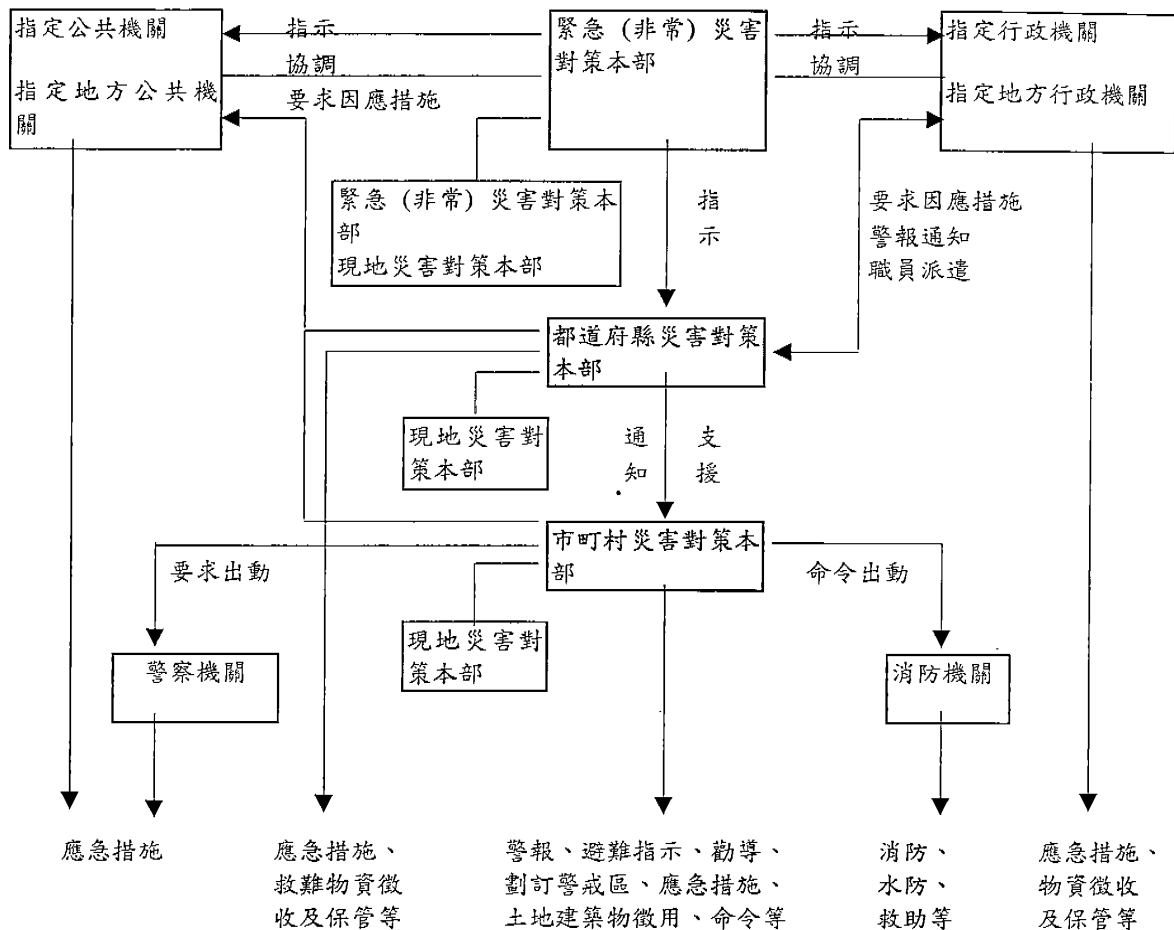 指定公共機關
指定地方公共機
關
指示
協調
要求因應措施
緊急 (非常) 災害
對策本部
指示
協調
指定行政機關
指定地方行政機關
緊急 (非常) 災害對策本
部
現地災害對策本部
指
示
要求因應措施
警報通知
職員派遣
都道府縣災害對策
本部
現地災害對
策本部
通
知
支
援
市町村災害對策本
部
要求出動
命令出動
現地災害對
策本部
警察機關
消防機關
應急措施
應急措施、
救難物資徵
收及保管等
警報、避難指示、勸導、
劃訂警戒區、應急措施、
土地建築物徵用、命令等
消防、
水防、
救助等
應急措施、
物資徵收
及保管等